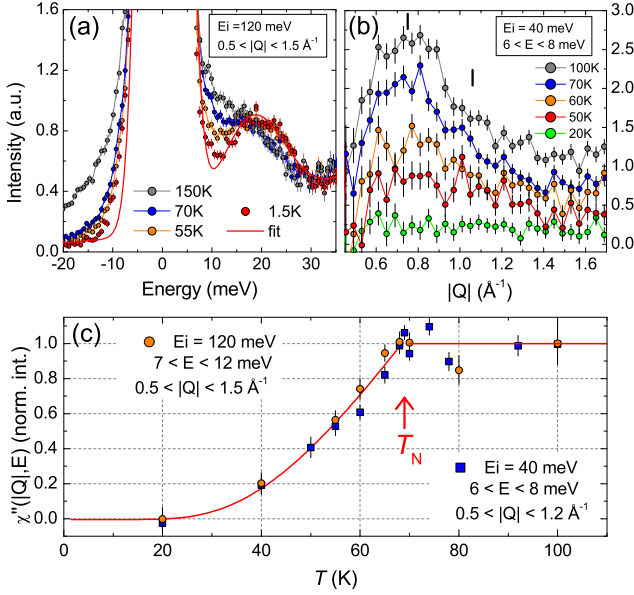 (a)
Ei =120 meV
0.5 < |Q| < 1.5 Å⁻¹
1.6
1.2
0.8
0.4
0.0
Intensity (a.u.)
150K
70K
55K
1.5K
fit
-20
-10
0
10
20
30
Energy (meV)
(b)
Ei = 40 meV
6 < E < 8 meV
100K
70K
60K
50K
20K
3.0
2.5
2.0
1.5
1.0
0.5
0.0
0.6
0.8
1.0
1.2
1.4
1.6
|Q| (Å⁻¹)
(c)
Ei = 120 meV
7 < E < 12 meV
0.5 < |Q| < 1.5 Å⁻¹
T_N
Ei = 40 meV
6 < E < 8 meV
0.5 < |Q| < 1.2 Å⁻¹
1.0
0.8
0.6
0.4
0.2
0.0
χ''(|Q|,E) (norm. int.)
0
20
40
60
80
100
T (K)